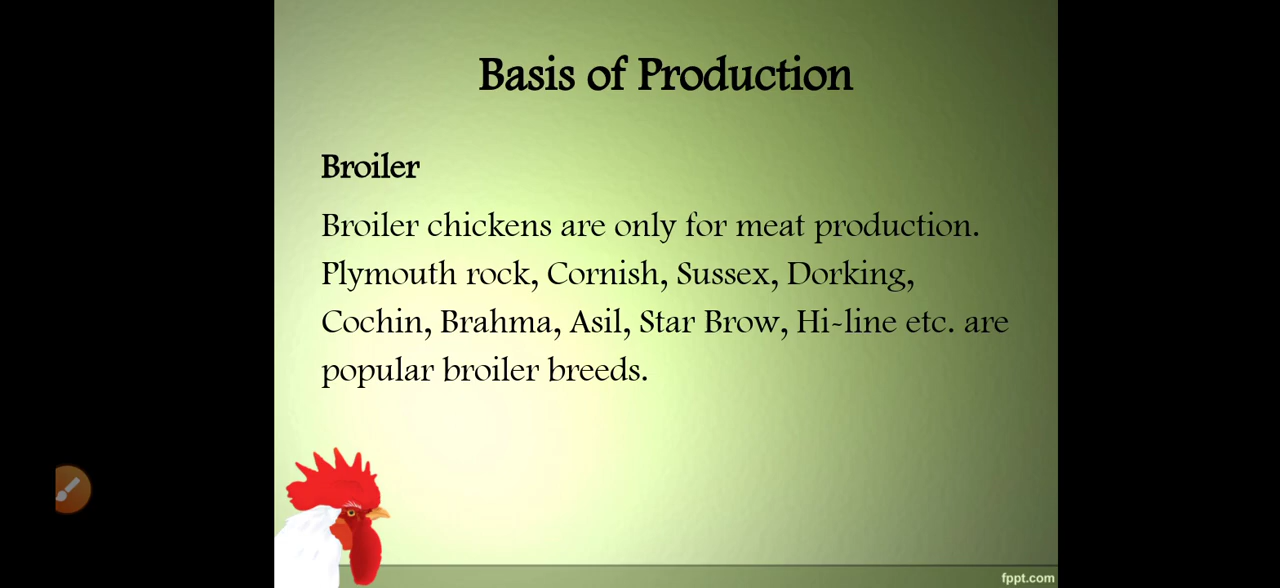 Basis of Production
Broiler
Broiler chickens are only for meat production.
Plymouth rock, Cornish, Sussex, Dorking,
Cochin, Brahma, Asil, Star Brow, Hi-line etc. are
popular broiler breeds.
fppt.com